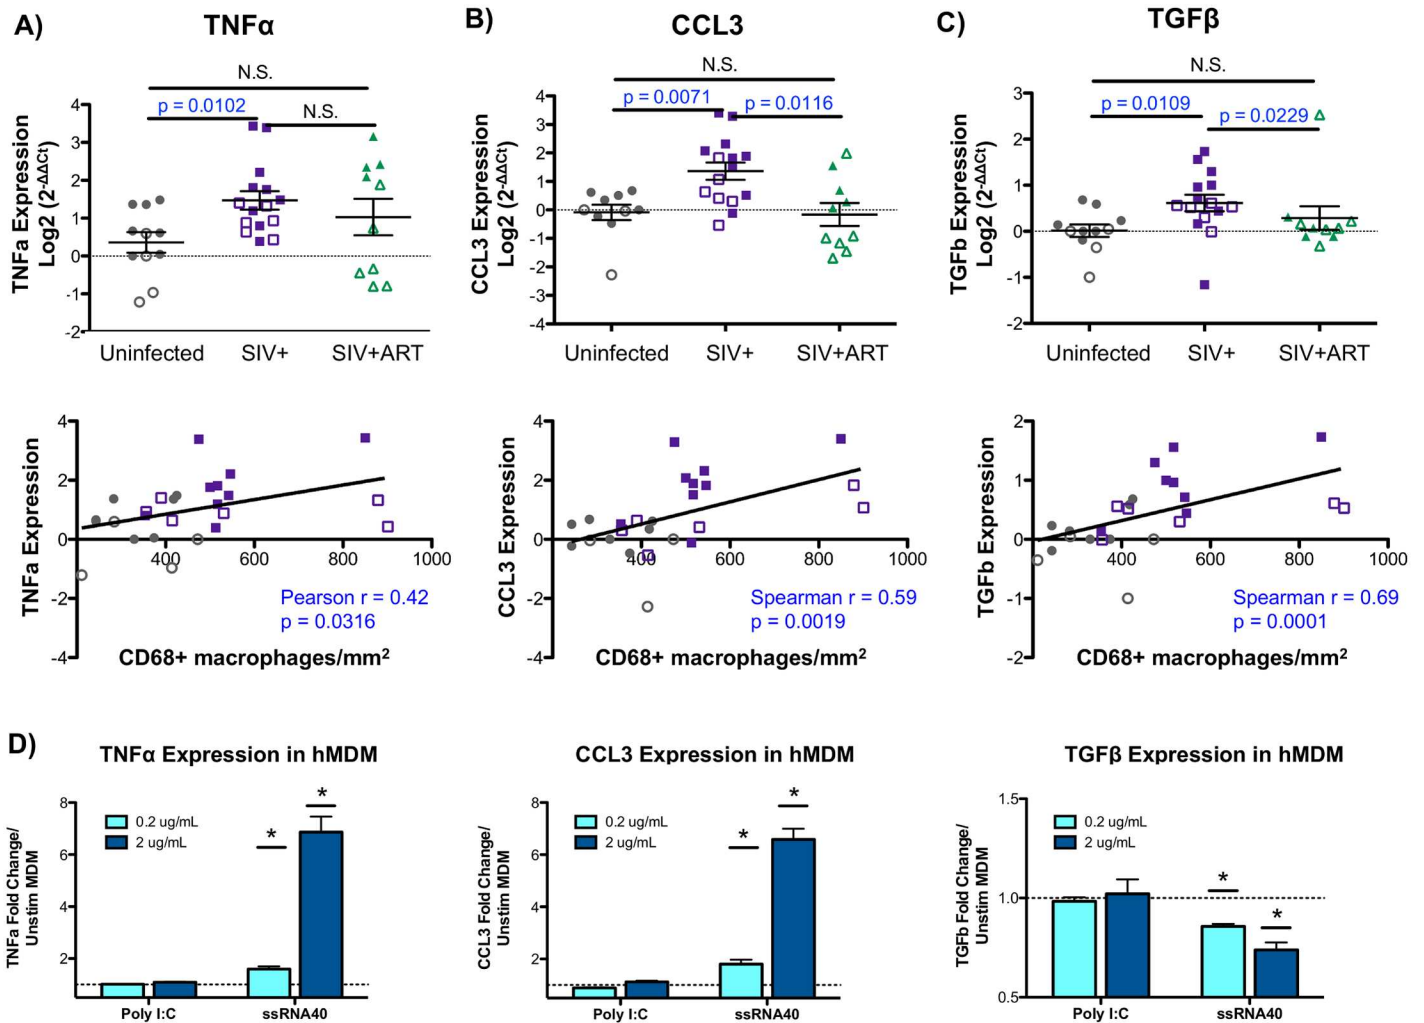 A) TNFα
N.S.
p = 0.0102
N.S.
TNFa Expression
Log2 (2-ΔΔCt)
4
3
2
1
0
-1
-2
Uninfected SIV+ SIV+ART
B) CCL3
N.S.
p = 0.0071 p = 0.0116
CCL3 Expression
Log2 (2-ΔΔCt)
4
3
2
1
0
-1
-2
-3
-4
Uninfected SIV+ SIV+ART
C) TGFβ
N.S.
p = 0.0109 p = 0.0229
TGFb Expression
Log2 (2-ΔΔCt)
3
2
1
0
-1
-2
Uninfected SIV+ SIV+ART
TNFa Expression
4
2
0
-2
-4
400 600 800 1000
Pearson r = 0.42
p = 0.0316
CD68+ macrophages/mm2
CCL3 Expression
4
2
0
-2
-4
400 600 800 1000
Spearman r = 0.59
p = 0.0019
CD68+ macrophages/mm2
TGFb Expression
2
1
0
-1
-2
400 600 800 1000
Spearman r = 0.69
p = 0.0001
CD68+ macrophages/mm2
D)
TNFα Expression in hMDM
TNFa Fold Change/
Unstim MDM
8
6
4
2
0.2 ug/mL
2 ug/mL
* *
Poly I:C ssRNA40
CCL3 Expression in hMDM
CCL3 Fold Change/
Unstim MDM
8
6
4
2
0.2 ug/mL
2 ug/mL
* *
Poly I:C ssRNA40
TGFβ Expression in hMDM
TGFb Fold Change/
Unstim MDM
1.5
1.0
0.5
0.2 ug/mL
2 ug/mL
* *
Poly I:C ssRNA40